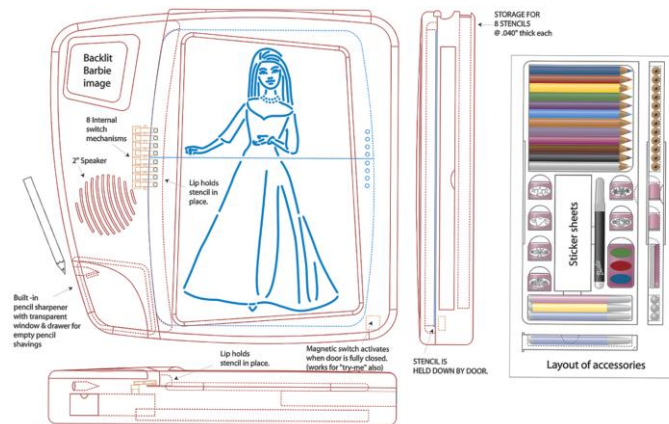 Backlit
Barbie
image
8 Internal
switch
mechanisms
2" Speaker
Lip holds
stencil in
place.
Built -in
pencil sharpener
with transparent
window & drawer for
empty pencil
shavings
Lip holds
stencil in place.
Magnetic switch activates
when door is fully closed.
(works for "try-me" also)
STENCIL IS
HELD DOWN BY DOOR.
STORAGE FOR
8 STENCILS
@ .040" thick each
Sticker sheets
Layout of accessories